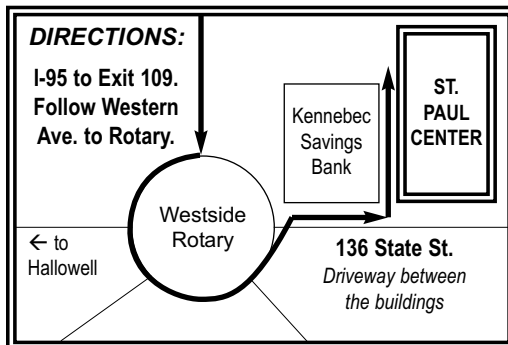 DIRECTIONS:
I-95 to Exit 109.
Follow Western
Ave. to Rotary.
Kennebec
Savings
Bank
ST.
PAUL
CENTER
Westside
Rotary
← to
Hallowell
136 State St.
Driveway between
the buildings